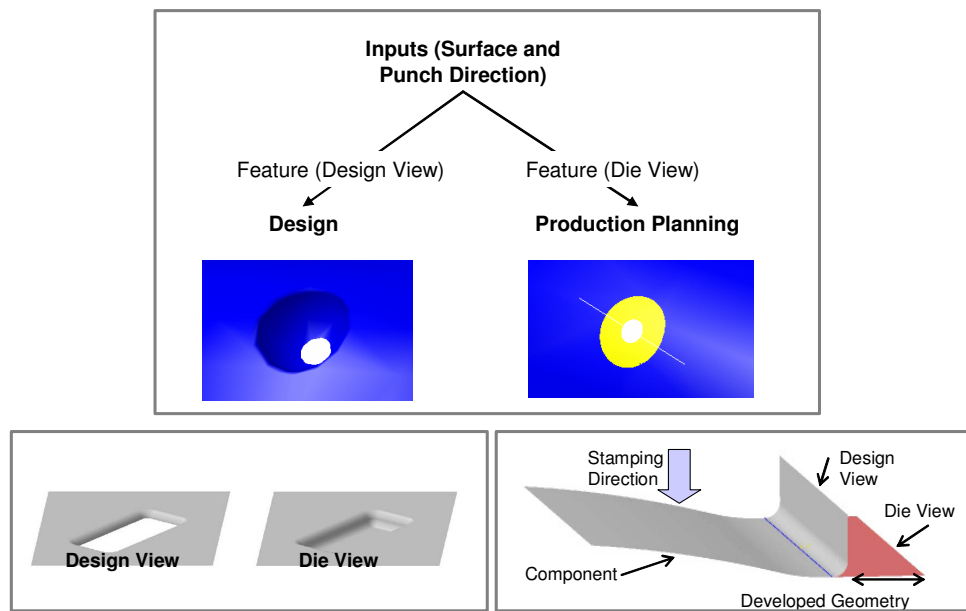 Inputs (Surface and
Punch Direction)
Feature (Design View)
Feature (Die View)
Design
Production Planning
Design View
Die View
Stamping
Direction
Design
View
Die View
Component
Developed Geometry